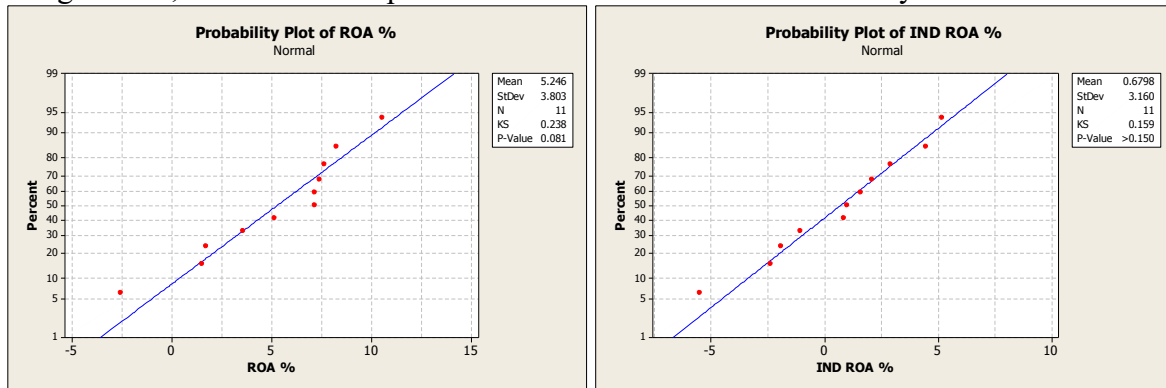 Probability Plot of ROA %
Normal
Mean 5.246
StDev 3.803
N 11
KS 0.238
P-Value 0.081
Percent
99
95
90
80
70
60
50
40
30
20
10
5
1
-5 0 5 10 15
ROA %
Probability Plot of IND ROA %
Normal
Mean 0.6798
StDev 3.160
N 11
KS 0.159
P-Value >0.150
Percent
99
95
90
80
70
60
50
40
30
20
10
5
1
-5 0 5 10
IND ROA %